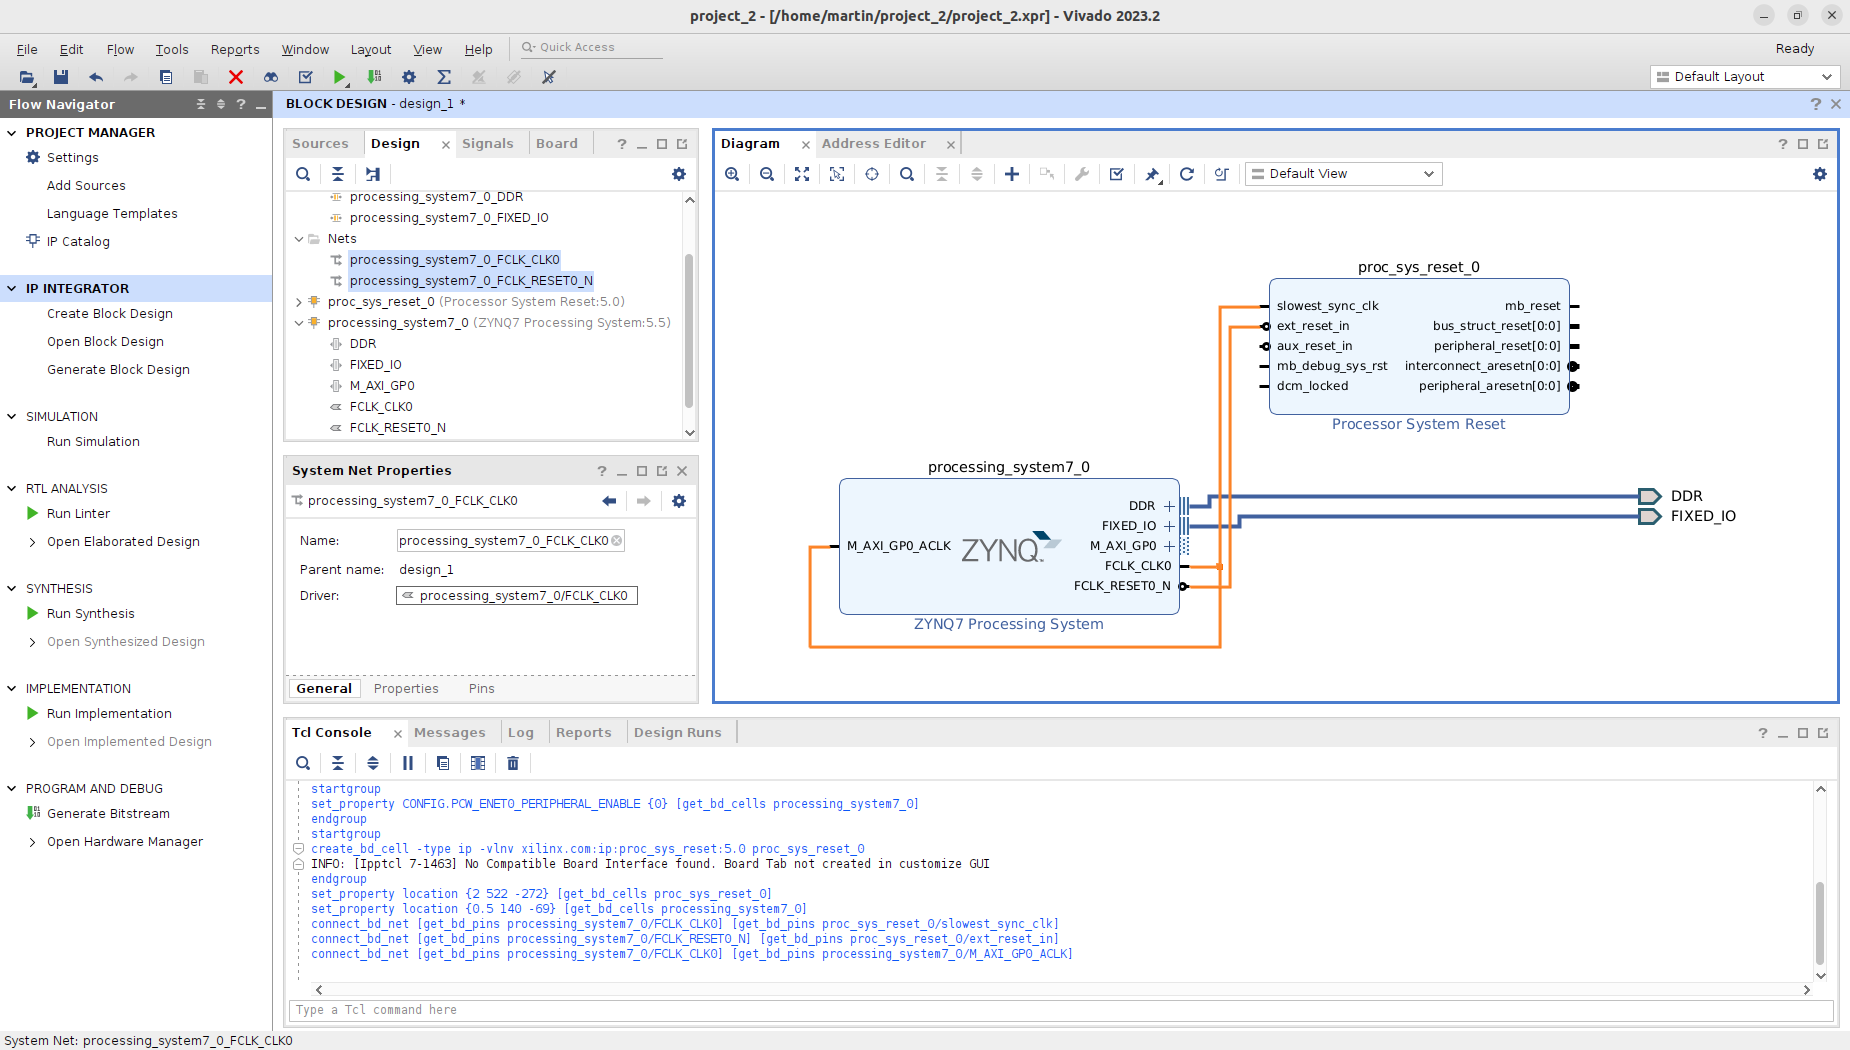 project_2 - [/home/martin/project_2/project_2.xpr] - Vivado 2023.2
File Edit Flow Tools Reports Window Layout View Help Quick Access Ready
Default Layout
Flow Navigator
PROJECT MANAGER
Settings
Add Sources
Language Templates
IP Catalog
IP INTEGRATOR
Create Block Design
Open Block Design
Generate Block Design
SIMULATION
Run Simulation
RTL ANALYSIS
Run Linter
Open Elaborated Design
SYNTHESIS
Run Synthesis
Open Synthesized Design
IMPLEMENTATION
Run Implementation
Open Implemented Design
PROGRAM AND DEBUG
Generate Bitstream
Open Hardware Manager
BLOCK DESIGN - design_1 *
Sources Design Signals Board
processing_system7_0_DDR
processing_system7_0_FIXED_IO
Nets
processing_system7_0_FCLK_CLK0
processing_system7_0_FCLK_RESET0_N
proc_sys_reset_0 (Processor System Reset:5.0)
processing_system7_0 (ZYNQ7 Processing System:5.5)
DDR
FIXED_IO
M_AXI_GP0
FCLK_CLK0
FCLK_RESET0_N
System Net Properties
processing_system7_0_FCLK_CLK0
Name: processing_system7_0_FCLK_CLK0
Parent name: design_1
Driver: processing_system7_0/FCLK_CLK0
General Properties Pins
Diagram Address Editor
Default View
proc_sys_reset_0
slowest_sync_clk mb_reset
ext_reset_in bus_struct_reset[0:0]
aux_reset_in peripheral_reset[0:0]
mb_debug_sys_rst interconnect_aresetn[0:0]
dcm_locked peripheral_aresetn[0:0]
Processor System Reset
processing_system7_0
DDR
FIXED_IO
M_AXI_GP0_ACLK ZYNQ M_AXI_GP0
FCLK_CLK0
FCLK_RESET0_N
ZYNQ7 Processing System
DDR
FIXED_IO
Tcl Console Messages Log Reports Design Runs
startgroup
set_property CONFIG.PCW_ENET0_PERIPHERAL_ENABLE {0} [get_bd_cells processing_system7_0]
endgroup
startgroup
create_bd_cell -type ip -vlnv xilinx.com:ip:proc_sys_reset:5.0 proc_sys_reset_0
INFO: [Ipptcl 7-1463] No Compatible Board Interface found. Board Tab not created in customize GUI
endgroup
set_property location {2 522 -272} [get_bd_cells proc_sys_reset_0]
set_property location {0.5 140 -69} [get_bd_cells processing_system7_0]
connect_bd_net [get_bd_pins processing_system7_0/FCLK_CLK0] [get_bd_pins proc_sys_reset_0/slowest_sync_clk]
connect_bd_net [get_bd_pins processing_system7_0/FCLK_RESET0_N] [get_bd_pins proc_sys_reset_0/ext_reset_in]
connect_bd_net [get_bd_pins processing_system7_0/FCLK_CLK0] [get_bd_pins processing_system7_0/M_AXI_GP0_ACLK]
Type a Tcl command here
System Net: processing_system7_0_FCLK_CLK0